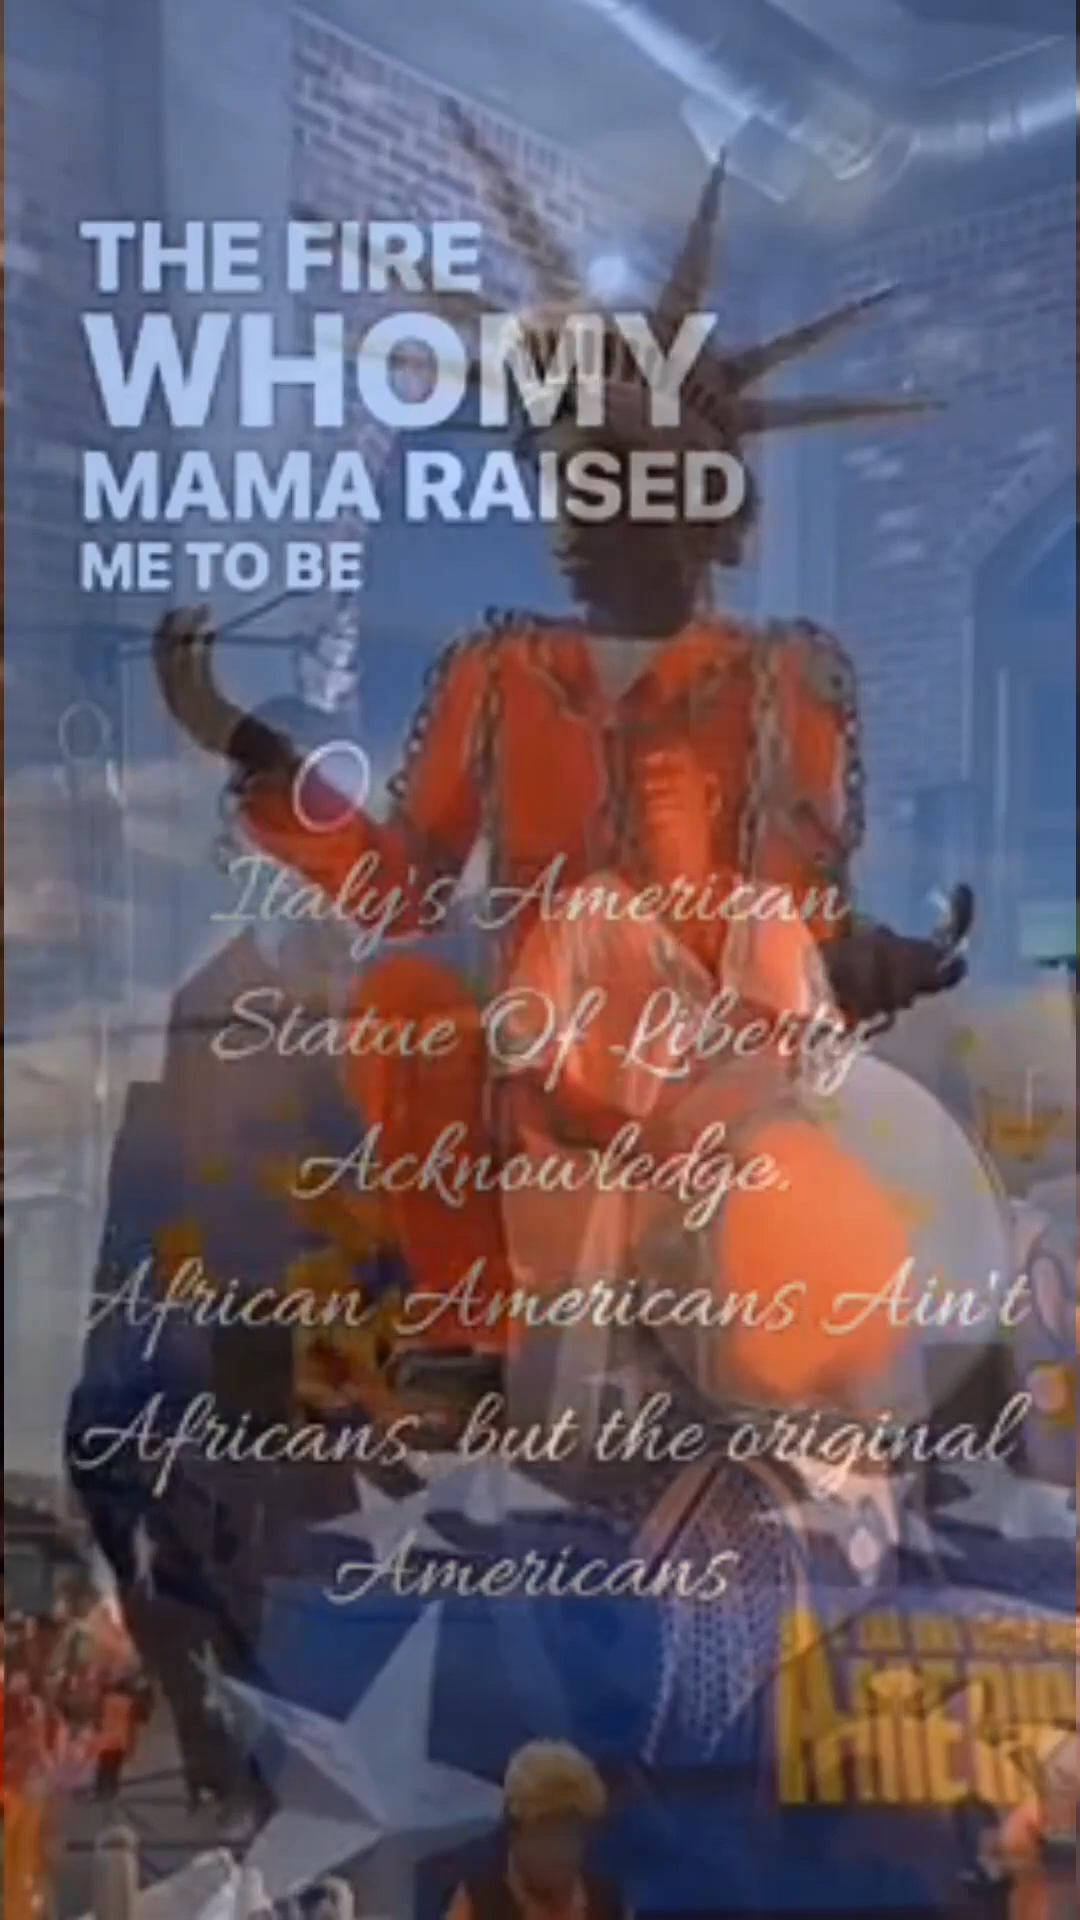 THE FIRE
WHOMY
MAMA RAISED
ME TO BE
Italy's American
Statue Of Liberty
Acknowledge.
African Americans Ain't
Africans, but the original
Americans